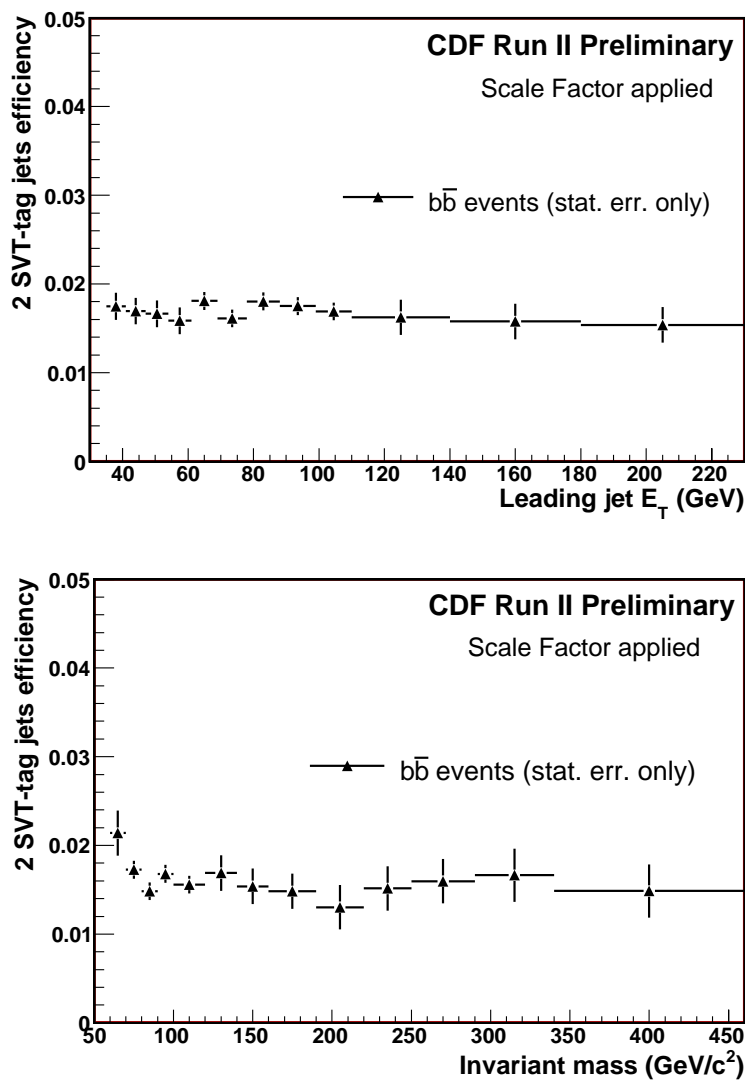 0.05
CDF Run II Preliminary
Scale Factor applied
0.04
2 SVT-tag jets efficiency
0.03
bb̅ events (stat. err. only)
0.02
0.01
0
40 60 80 100 120 140 160 180 200 220
Leading jet E_T (GeV)
0.05
CDF Run II Preliminary
Scale Factor applied
0.04
2 SVT-tag jets efficiency
0.03
bb̅ events (stat. err. only)
0.02
0.01
0
50 100 150 200 250 300 350 400 450
Invariant mass (GeV/c²)